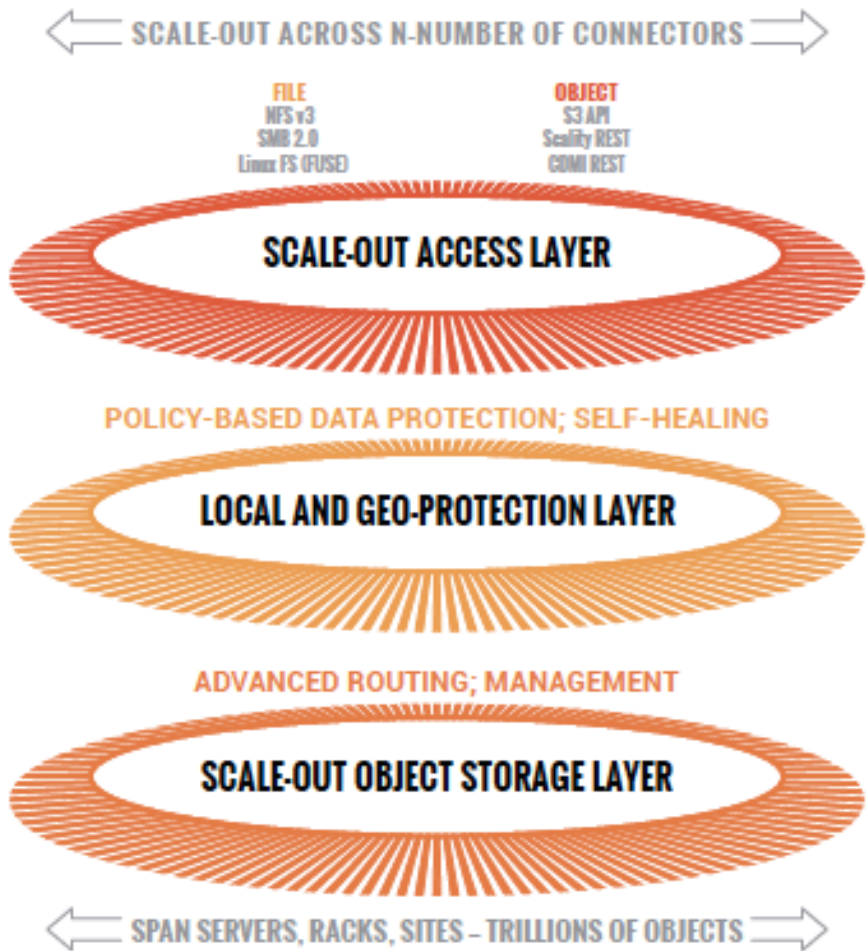 SCALE-OUT ACROSS N-NUMBER OF CONNECTORS
FILE
NFS v3
SMB 2.0
Linux FS (FUSE)
OBJECT
S3 API
Scality REST
CDMI REST
SCALE-OUT ACCESS LAYER
POLICY-BASED DATA PROTECTION; SELF-HEALING
LOCAL AND GEO-PROTECTION LAYER
ADVANCED ROUTING; MANAGEMENT
SCALE-OUT OBJECT STORAGE LAYER
SPAN SERVERS, RACKS, SITES – TRILLIONS OF OBJECTS